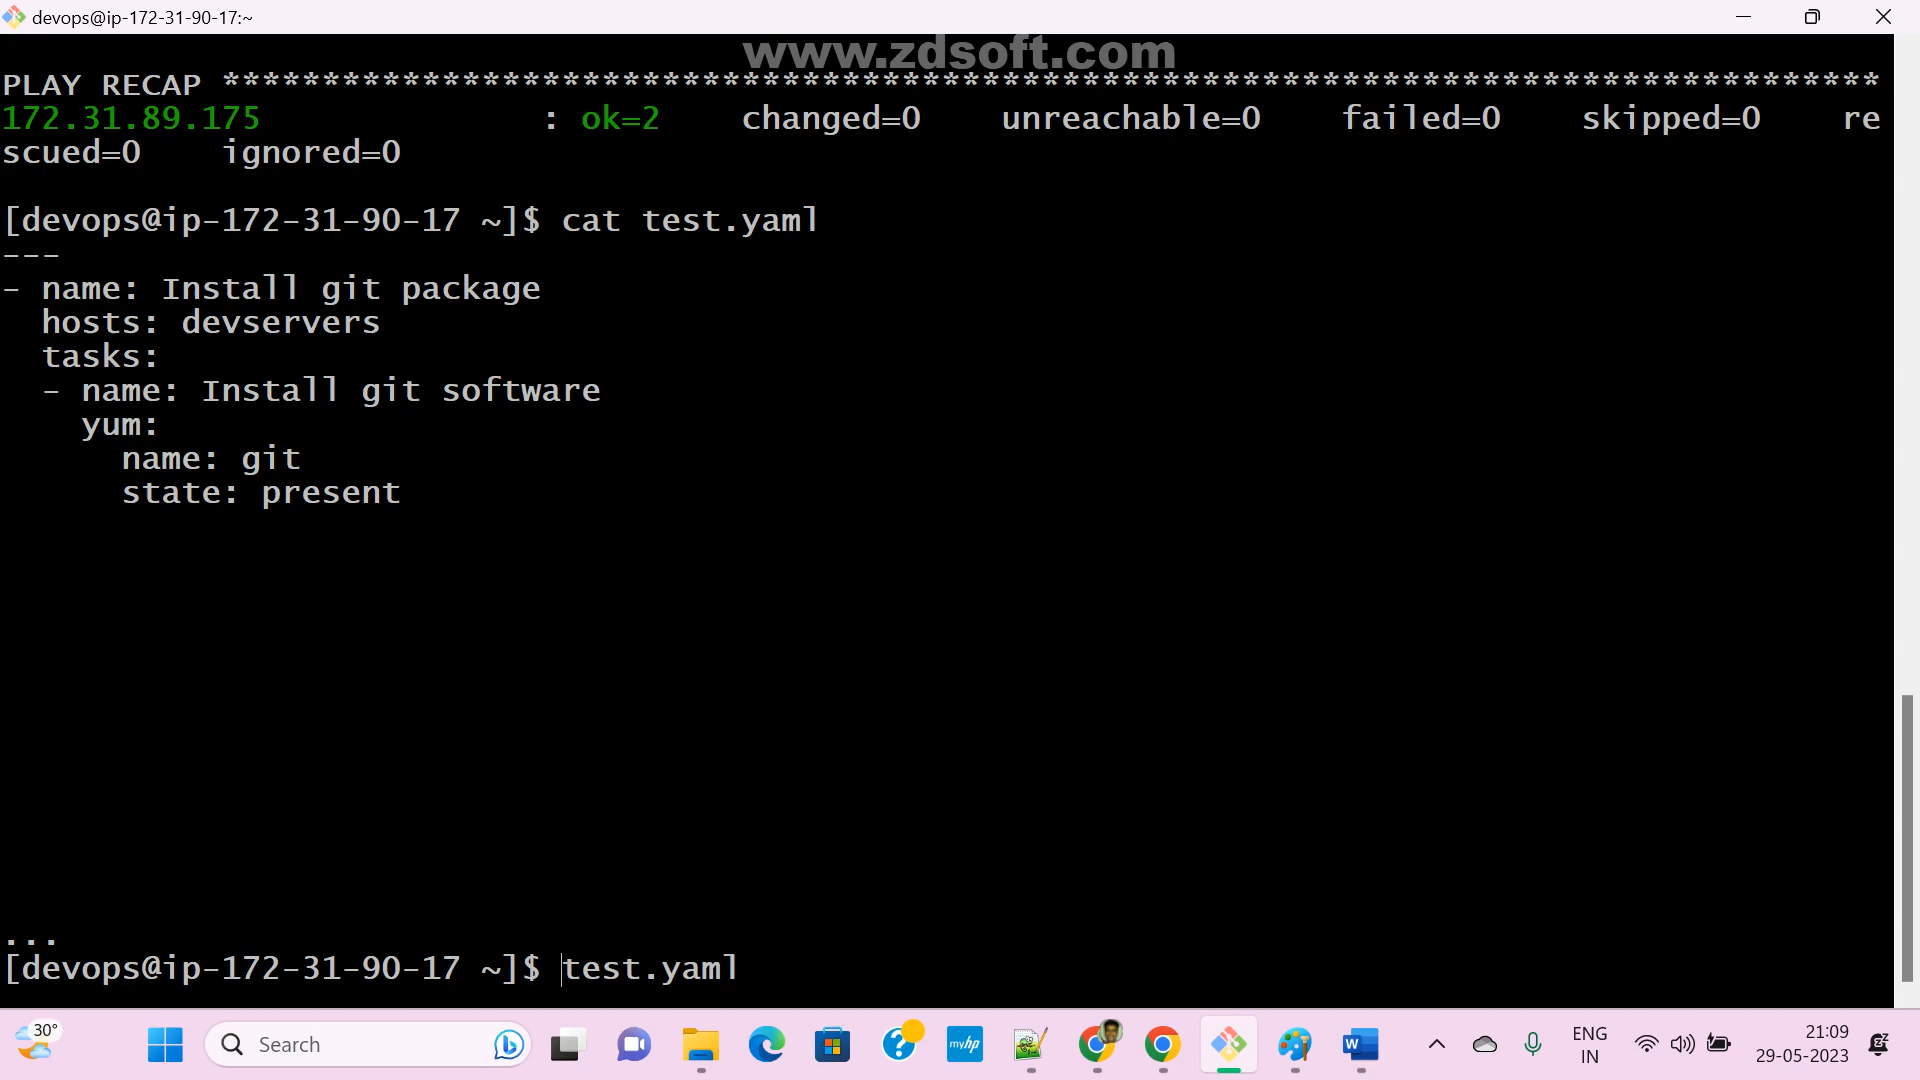 devops@ip-172-31-90-17:~
www.zdsoft.com
PLAY RECAP ***********************************************************************************
172.31.89.175              : ok=2    changed=0    unreachable=0    failed=0    skipped=0    re
scued=0    ignored=0
[devops@ip-172-31-90-17 ~]$ cat test.yaml
---
- name: Install git package
  hosts: devservers
  tasks:
  - name: Install git software
    yum:
      name: git
      state: present
...
[devops@ip-172-31-90-17 ~]$ test.yaml
30°
Search
myhp
W
ENG
IN
21:09
29-05-2023